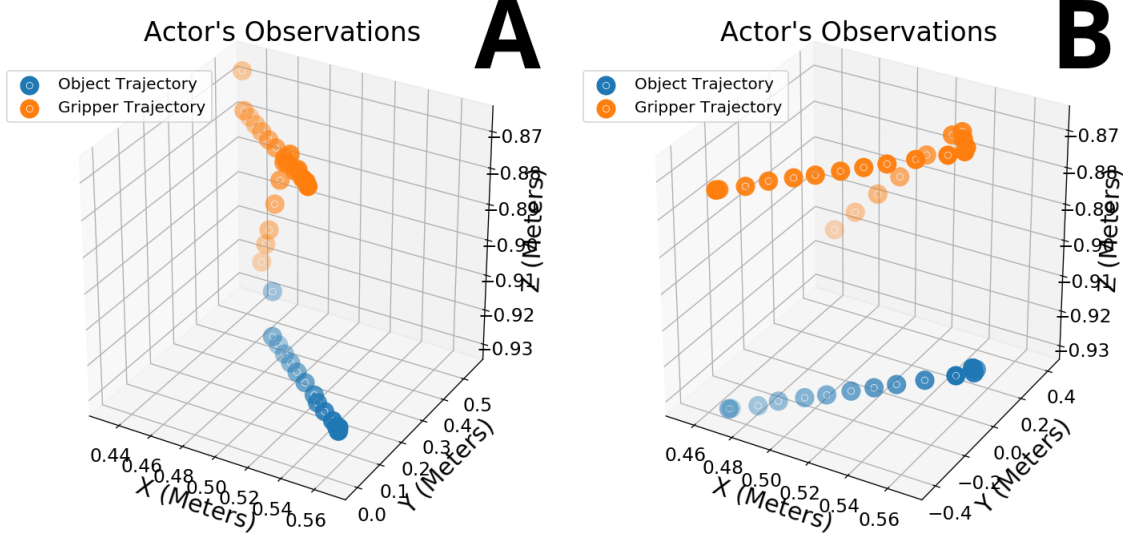 Actor's Observations
A
Object Trajectory
Gripper Trajectory
−0.87
−0.88
−0.89
−0.90
−0.91
−0.92
−0.93
Z (Meters)
0.5
0.4
0.3
0.2
0.1
0.0
Y (Meters)
0.44
0.46
0.48
0.50
0.52
0.54
0.56
X (Meters)
Actor's Observations
B
Object Trajectory
Gripper Trajectory
−0.87
−0.88
−0.89
−0.90
−0.91
−0.92
−0.93
Z (Meters)
0.4
0.2
0.0
−0.2
−0.4
Y (Meters)
0.46
0.48
0.50
0.52
0.54
0.56
X (Meters)